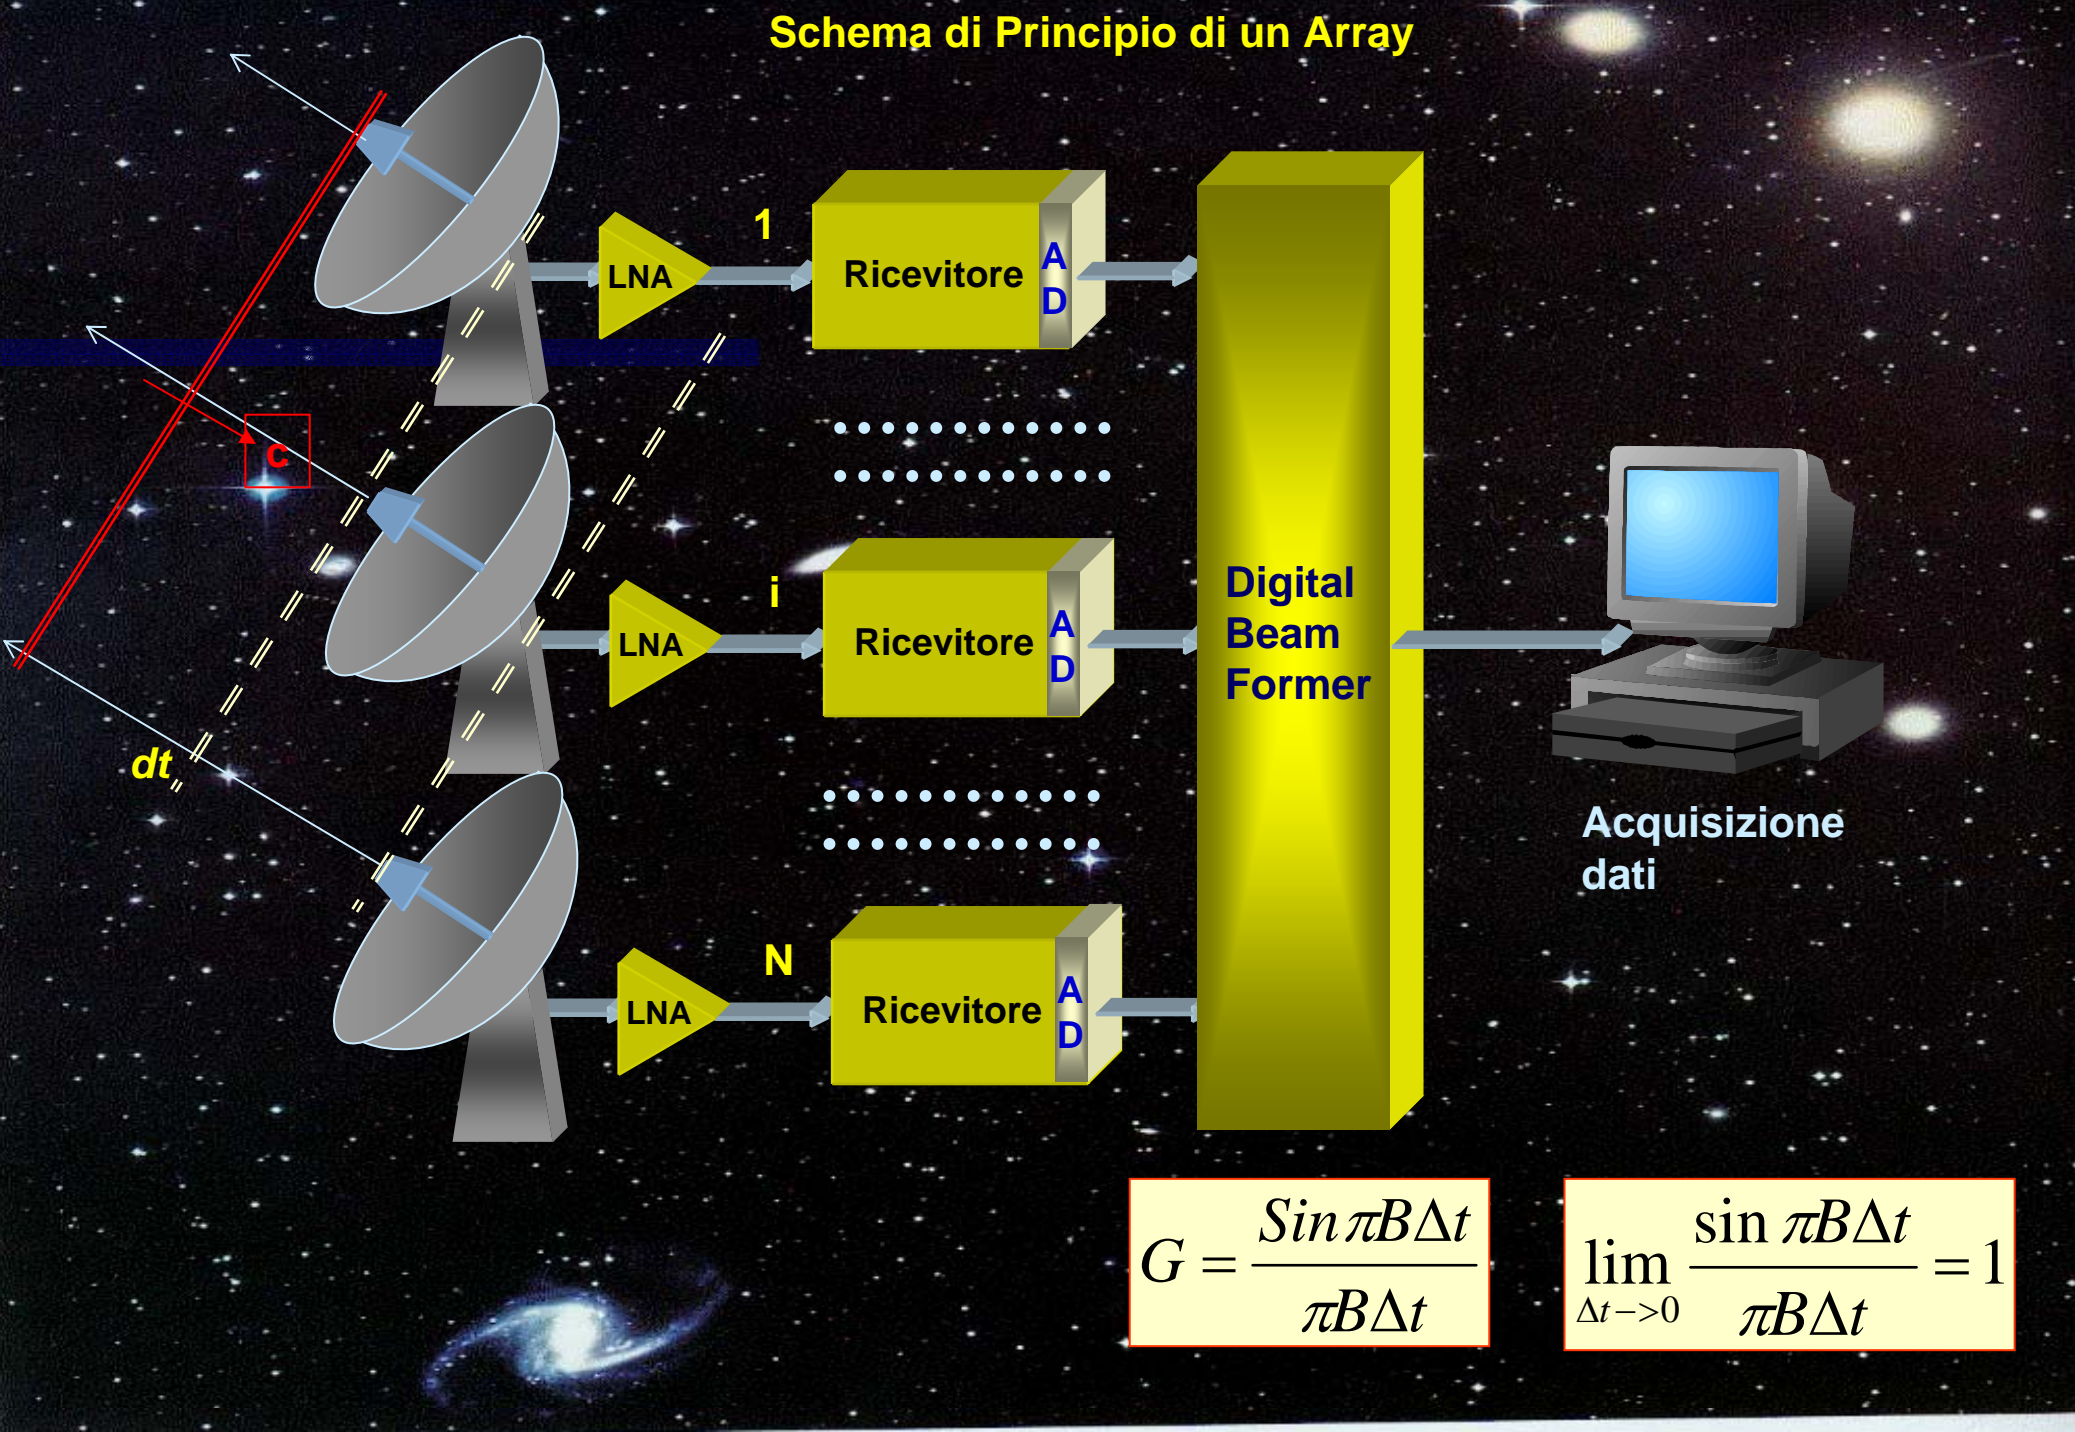 Schema di Principio di un Array
1
LNA
Ricevitore
A
D
c
i
LNA
Ricevitore
A
D
Digital
Beam
Former
dt
Acquisizione
dati
N
LNA
Ricevitore
A
D
G = Sin πBΔt / πBΔt
lim Δt->0 sin πBΔt / πBΔt = 1